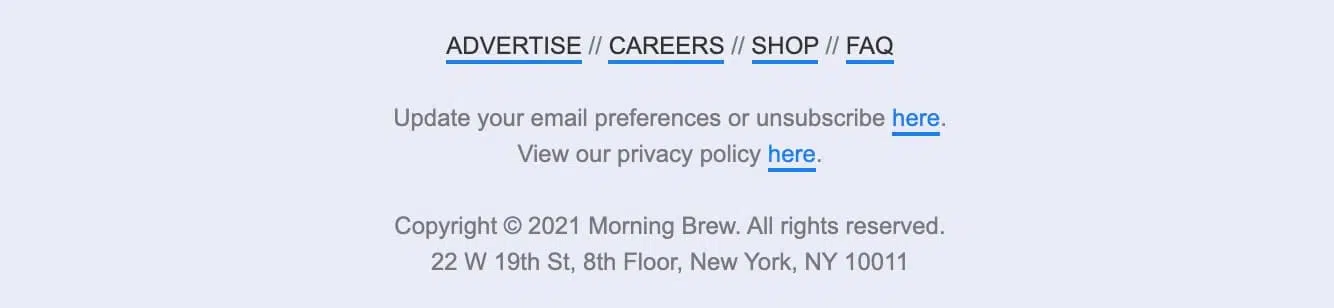 ADVERTISE // CAREERS // SHOP // FAQ
Update your email preferences or unsubscribe here.
View our privacy policy here.
Copyright © 2021 Morning Brew. All rights reserved.
22 W 19th St, 8th Floor, New York, NY 10011